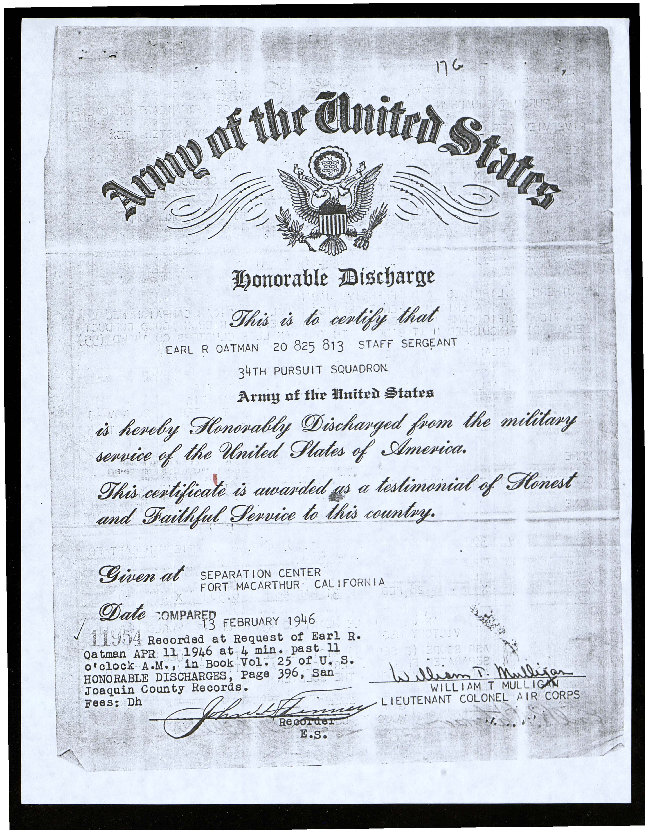 17G
Army of the United States
Honorable Discharge
This is to certify that
EARL R OATMAN 20 825 813 STAFF SERGEANT
34TH PURSUIT SQUADRON
Army of the United States
is hereby Honorably Discharged from the military
service of the United States of America.
This certificate is awarded as a testimonial of Honest
and Faithful Service to this country.
Given at SEPARATION CENTER
FORT MACARTHUR CALIFORNIA
Date COMPARED
13 FEBRUARY 1946
11954 Recorded at Request of Earl R.
Oatman APR 11 1946 at 4 min. past 11
o'clock A.M., in Book Vol. 25 of U. S.
HONORABLE DISCHARGES, Page 396, San
Joaquin County Records.
Fees: Dh
Recorder
E.S.
William T. Mulligan
WILLIAM T MULLIGAN
LIEUTENANT COLONEL AIR CORPS